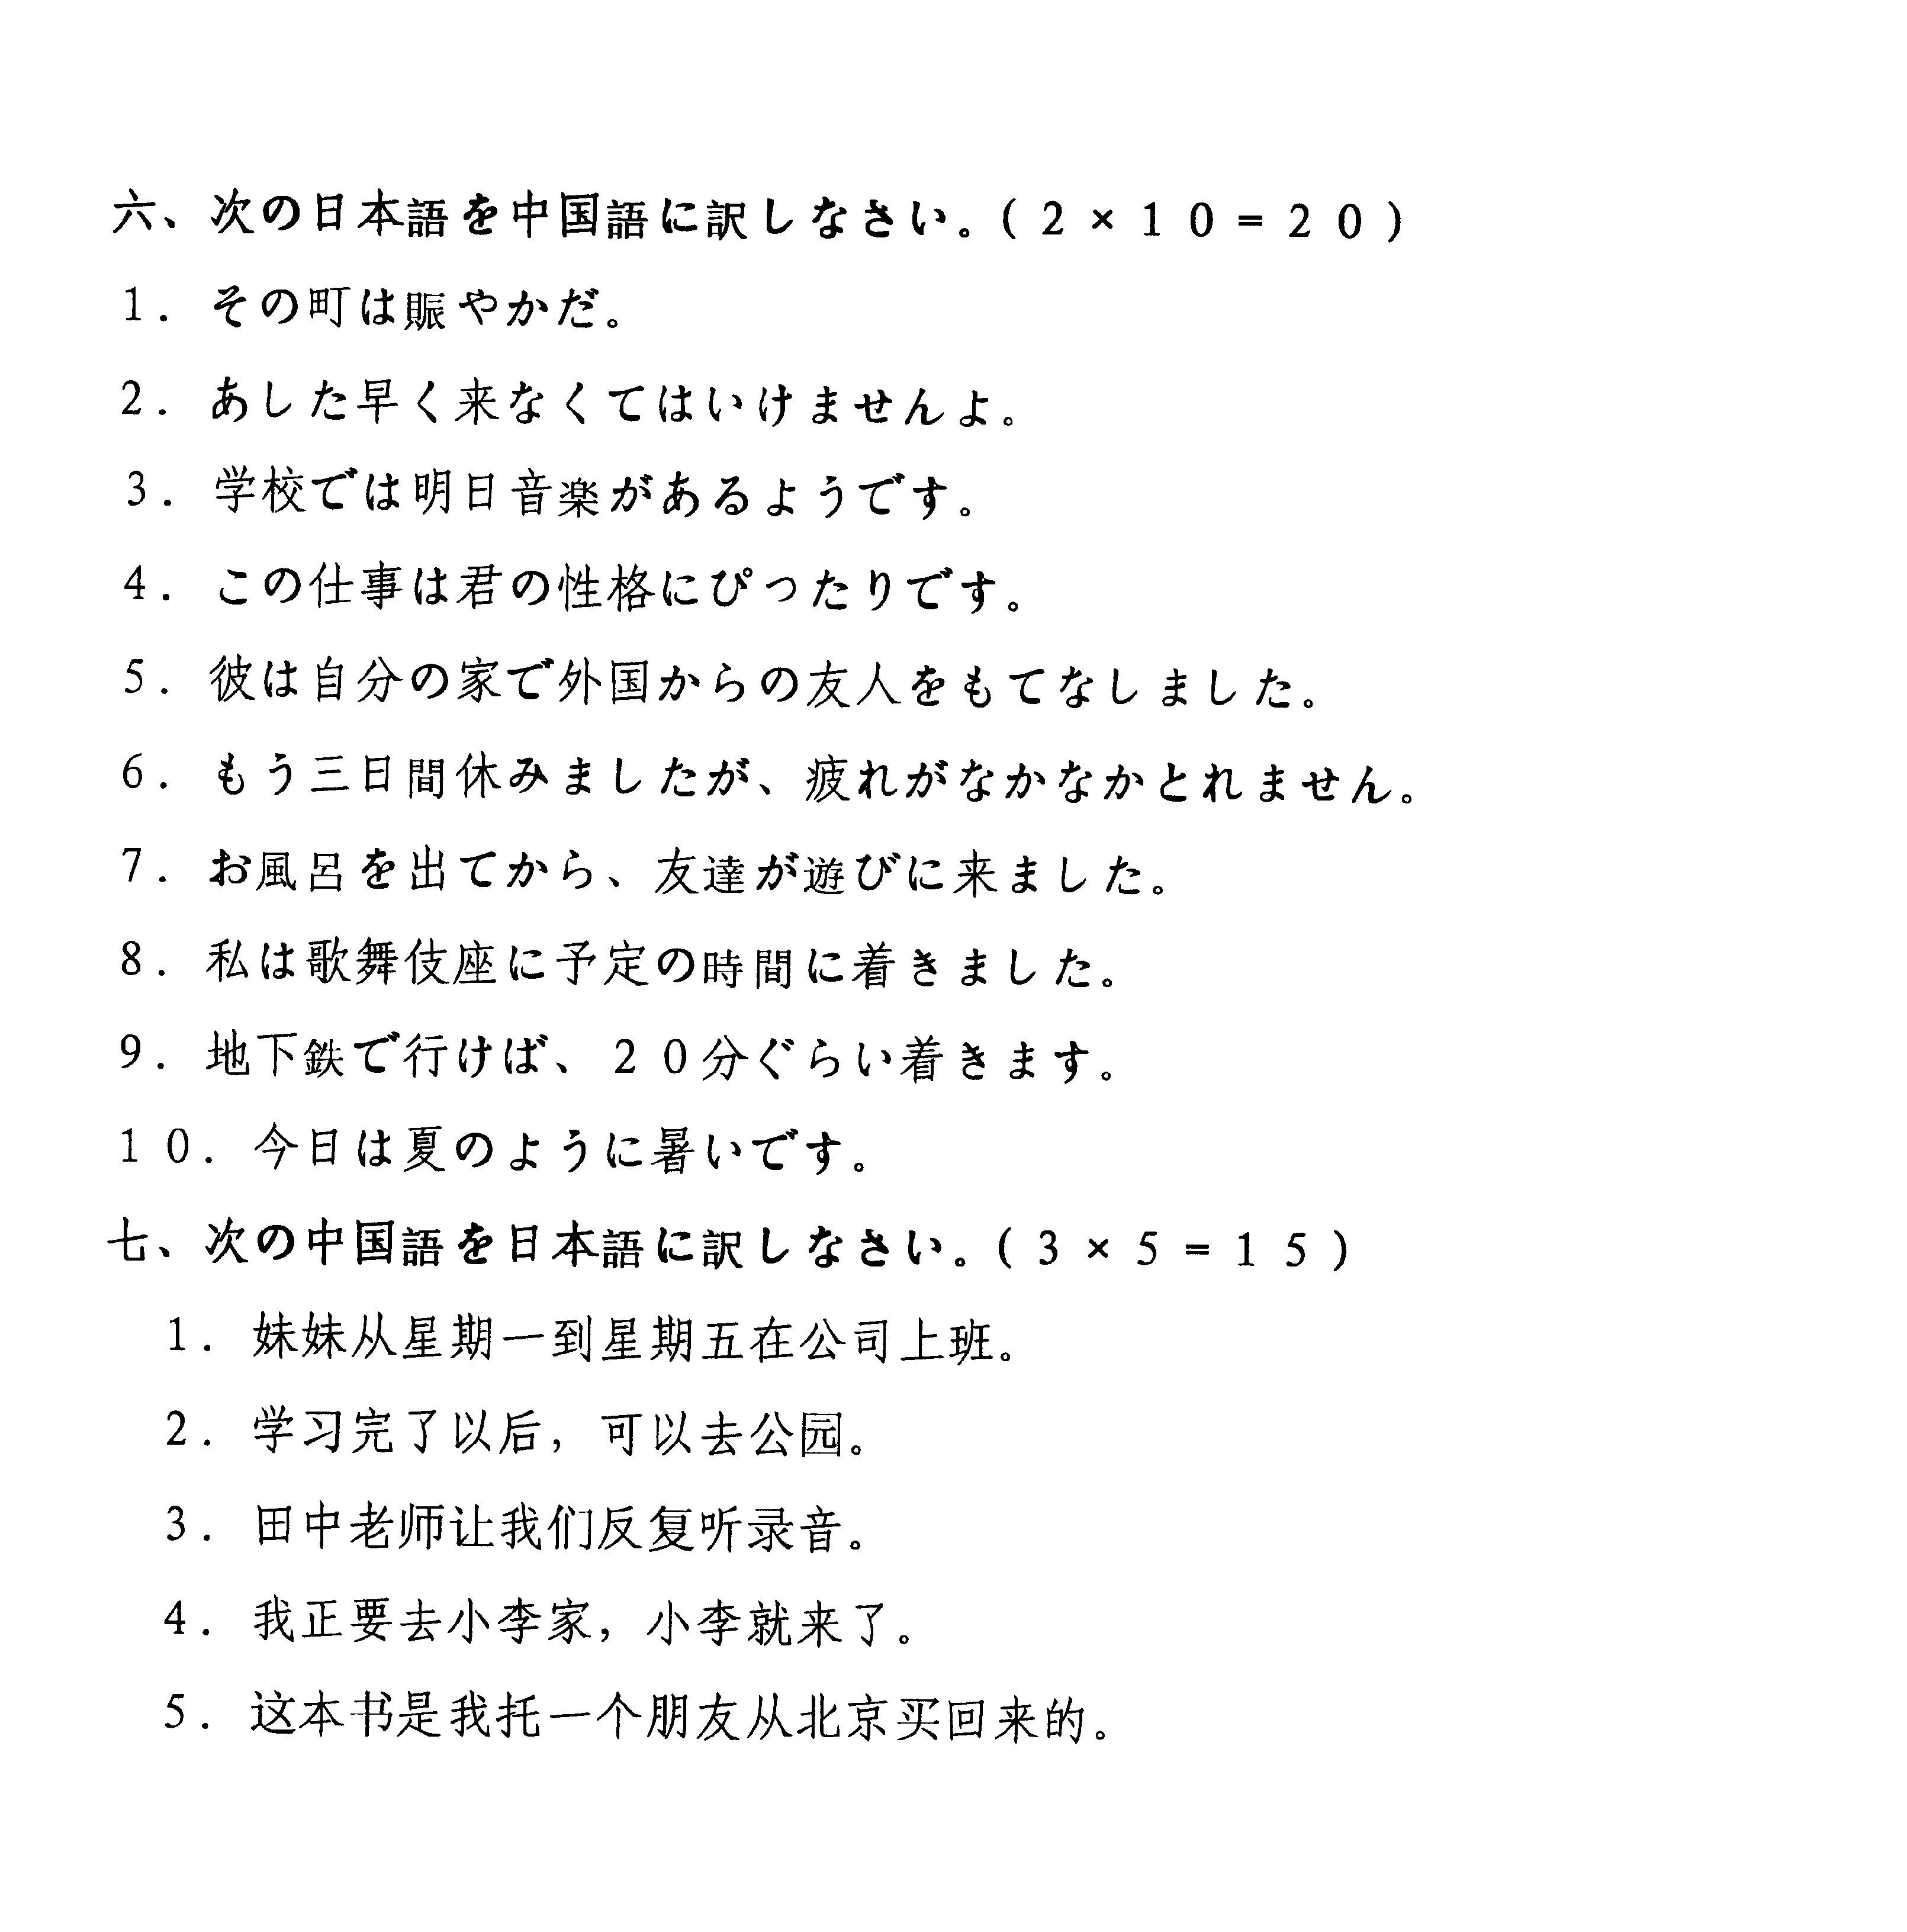 六、次の日本語を中国語に訳しなさい。(2×10=20)
1. その町は賑やかだ。
2. あした早く来なくてはいけませんよ。
3. 学校では明日音楽があるようです。
4. この仕事は君の性格にぴったりです。
5. 彼は自分の家で外国からの友人をもてなしました。
6. もう三日間休みましたが、疲れがなかなかとれません。
7. お風呂を出てから、友達が遊びに来ました。
8. 私は歌舞伎座に予定の時間に着きました。
9. 地下鉄で行けば、20分ぐらい着きます。
10. 今日は夏のように暑いです。
七、次の中国語を日本語に訳しなさい。(3×5=15)
1. 妹妹从星期一到星期五在公司上班。
2. 学习完了以后，可以去公园。
3. 田中老师让我们反复听录音。
4. 我正要去小李家，小李就来了。
5. 这本书是我托一个朋友从北京买回来的。